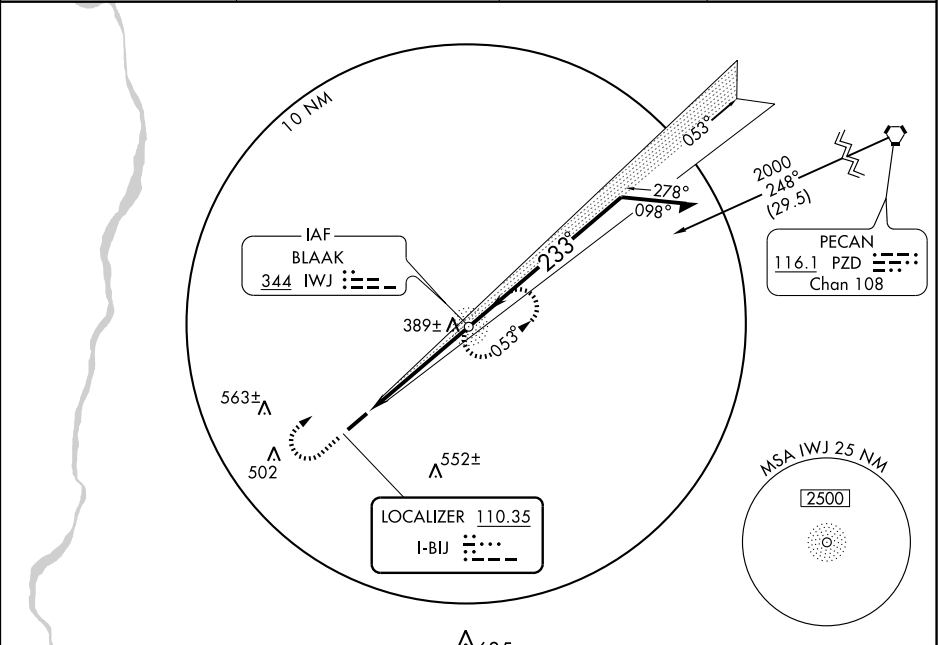 10 NM
053°
2000
248°
(29.5)
278°
098°
PECAN
116.1 PZD
Chan 108
IAF
BLAAK
344 IWJ
233°
389±
053°
563±
502
552±
MSA IWJ 25 NM
2500
LOCALIZER 110.35
I-BIJ